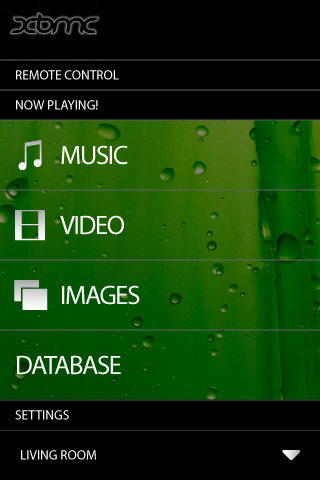 xbmc
REMOTE CONTROL
NOW PLAYING!
MUSIC
VIDEO
IMAGES
DATABASE
SETTINGS
LIVING ROOM